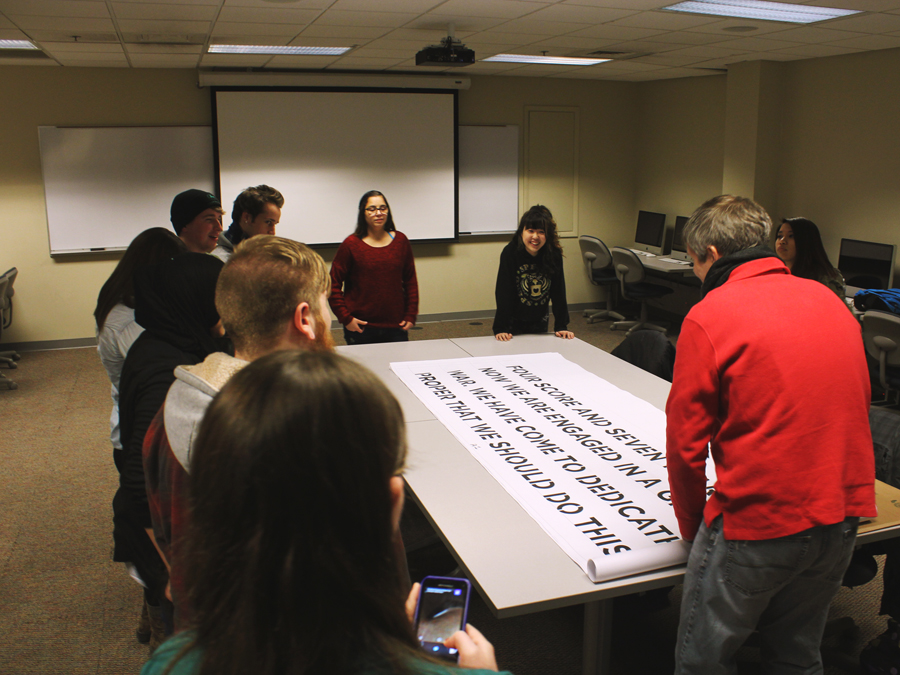 FOUR SCORE AND SEVEN
NOW WE ARE ENGAGED IN A
WAR. WE HAVE COME TO DEDICATE
PROPER THAT WE SHOULD DO THIS